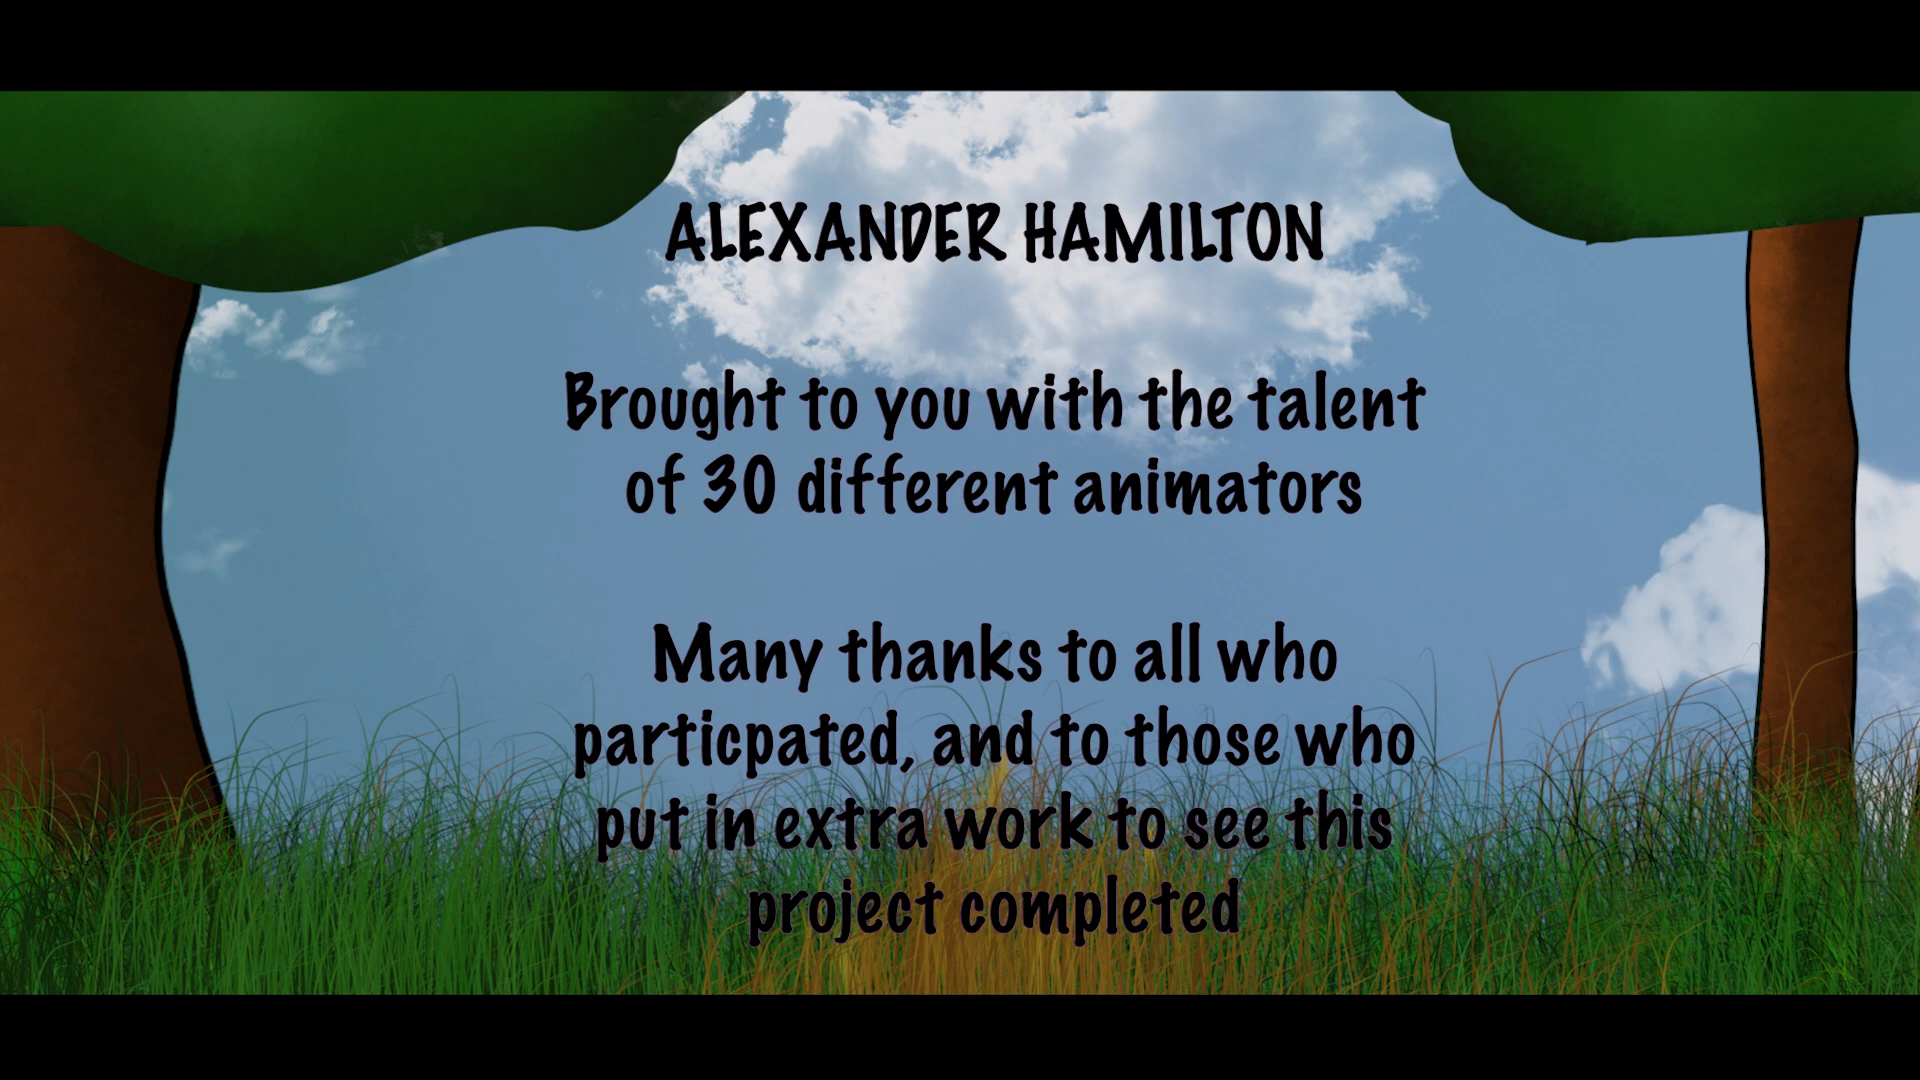 ALEXANDER HAMILTON
Brought to you with the talent
of 30 different animators
Many thanks to all who
particpated, and to those who
put in extra work to see this
project completed